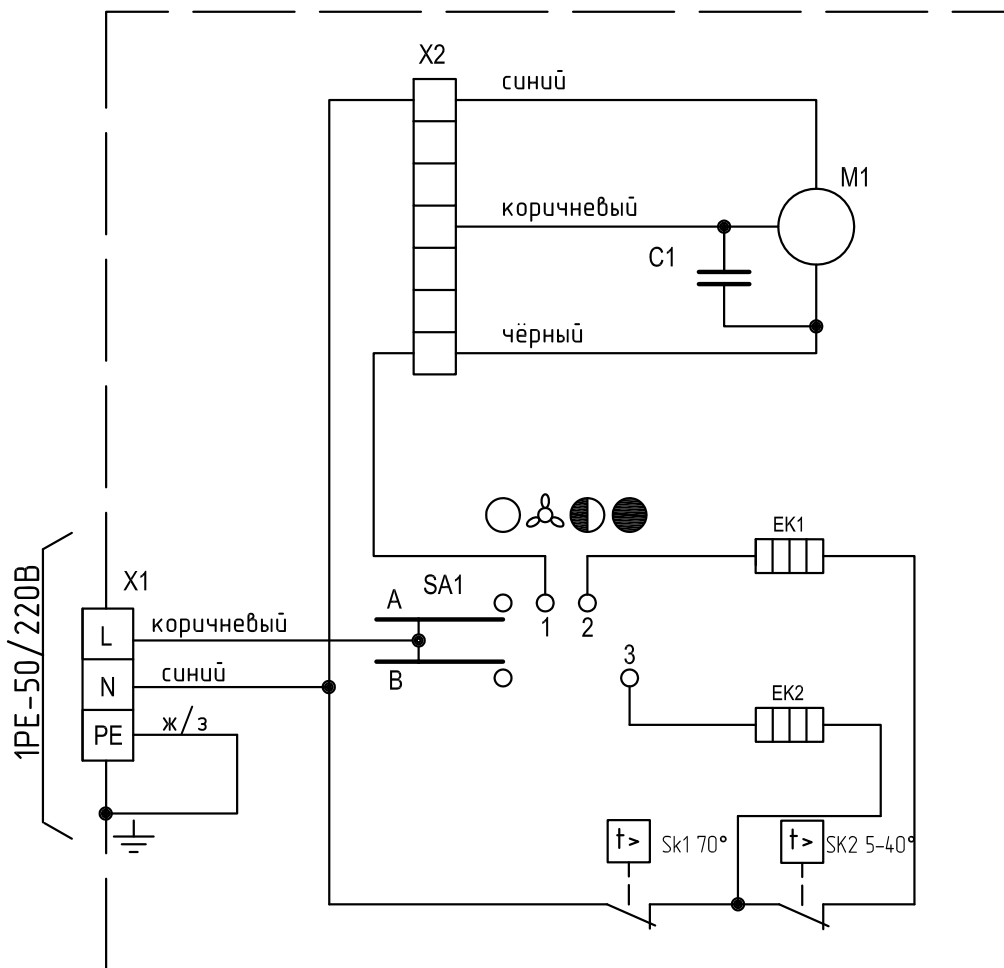 X2
синий
M1
коричневый
C1
чёрный
EK1
X1
A
SA1
L
коричневый
1
2
B
3
N
синий
EK2
PE
ж/з
1PE-50/220В
t>
Sk1 70°
t>
SK2 5-40°